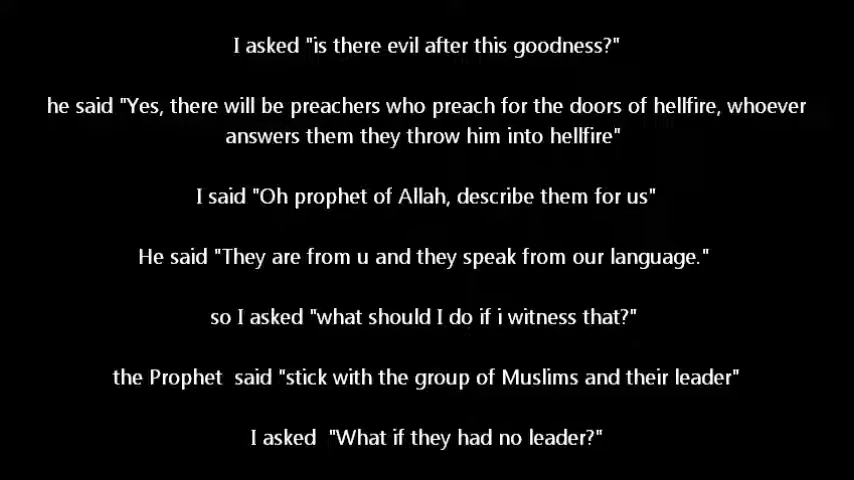 I asked "is there evil after this goodness?"
he said "Yes, there will be preachers who preach for the doors of hellfire, whoever
answers them they throw him into hellfire"
I said "Oh prophet of Allah, describe them for us"
He said "They are from u and they speak from our language."
so I asked "what should I do if i witness that?"
the Prophet  said "stick with the group of Muslims and their leader"
I asked  "What if they had no leader?"